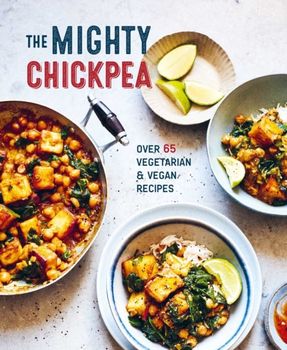 THE MIGHTY
CHICKPEA
OVER 65
VEGETARIAN
& VEGAN
RECIPES